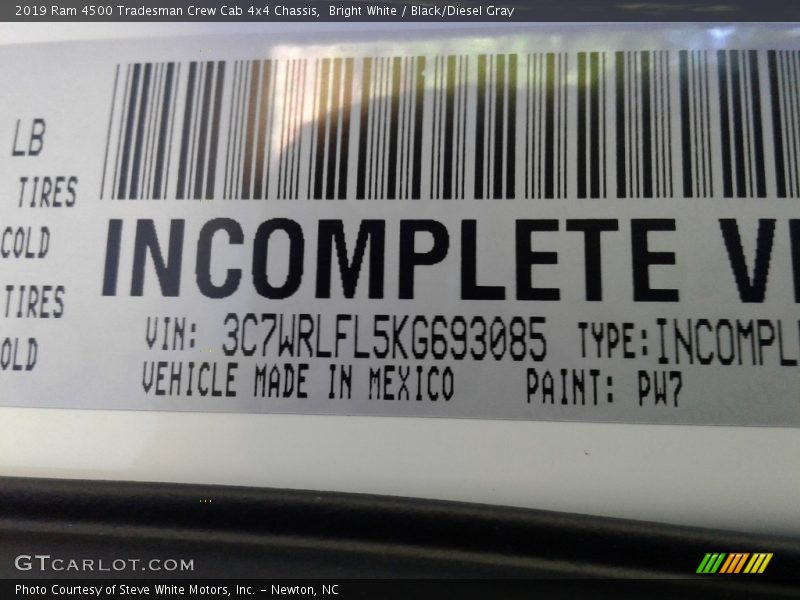 2019 Ram 4500 Tradesman Crew Cab 4x4 Chassis, Bright White / Black/Diesel Gray
LB
TIRES
COLD
TIRES
OLD
INCOMPLETE V
VIN: 3C7WRLFL5KG693085 TYPE:INCOMPL
VEHICLE MADE IN MEXICO PAINT: PW7
GTCARLOT.COM
Photo Courtesy of Steve White Motors, Inc. – Newton, NC